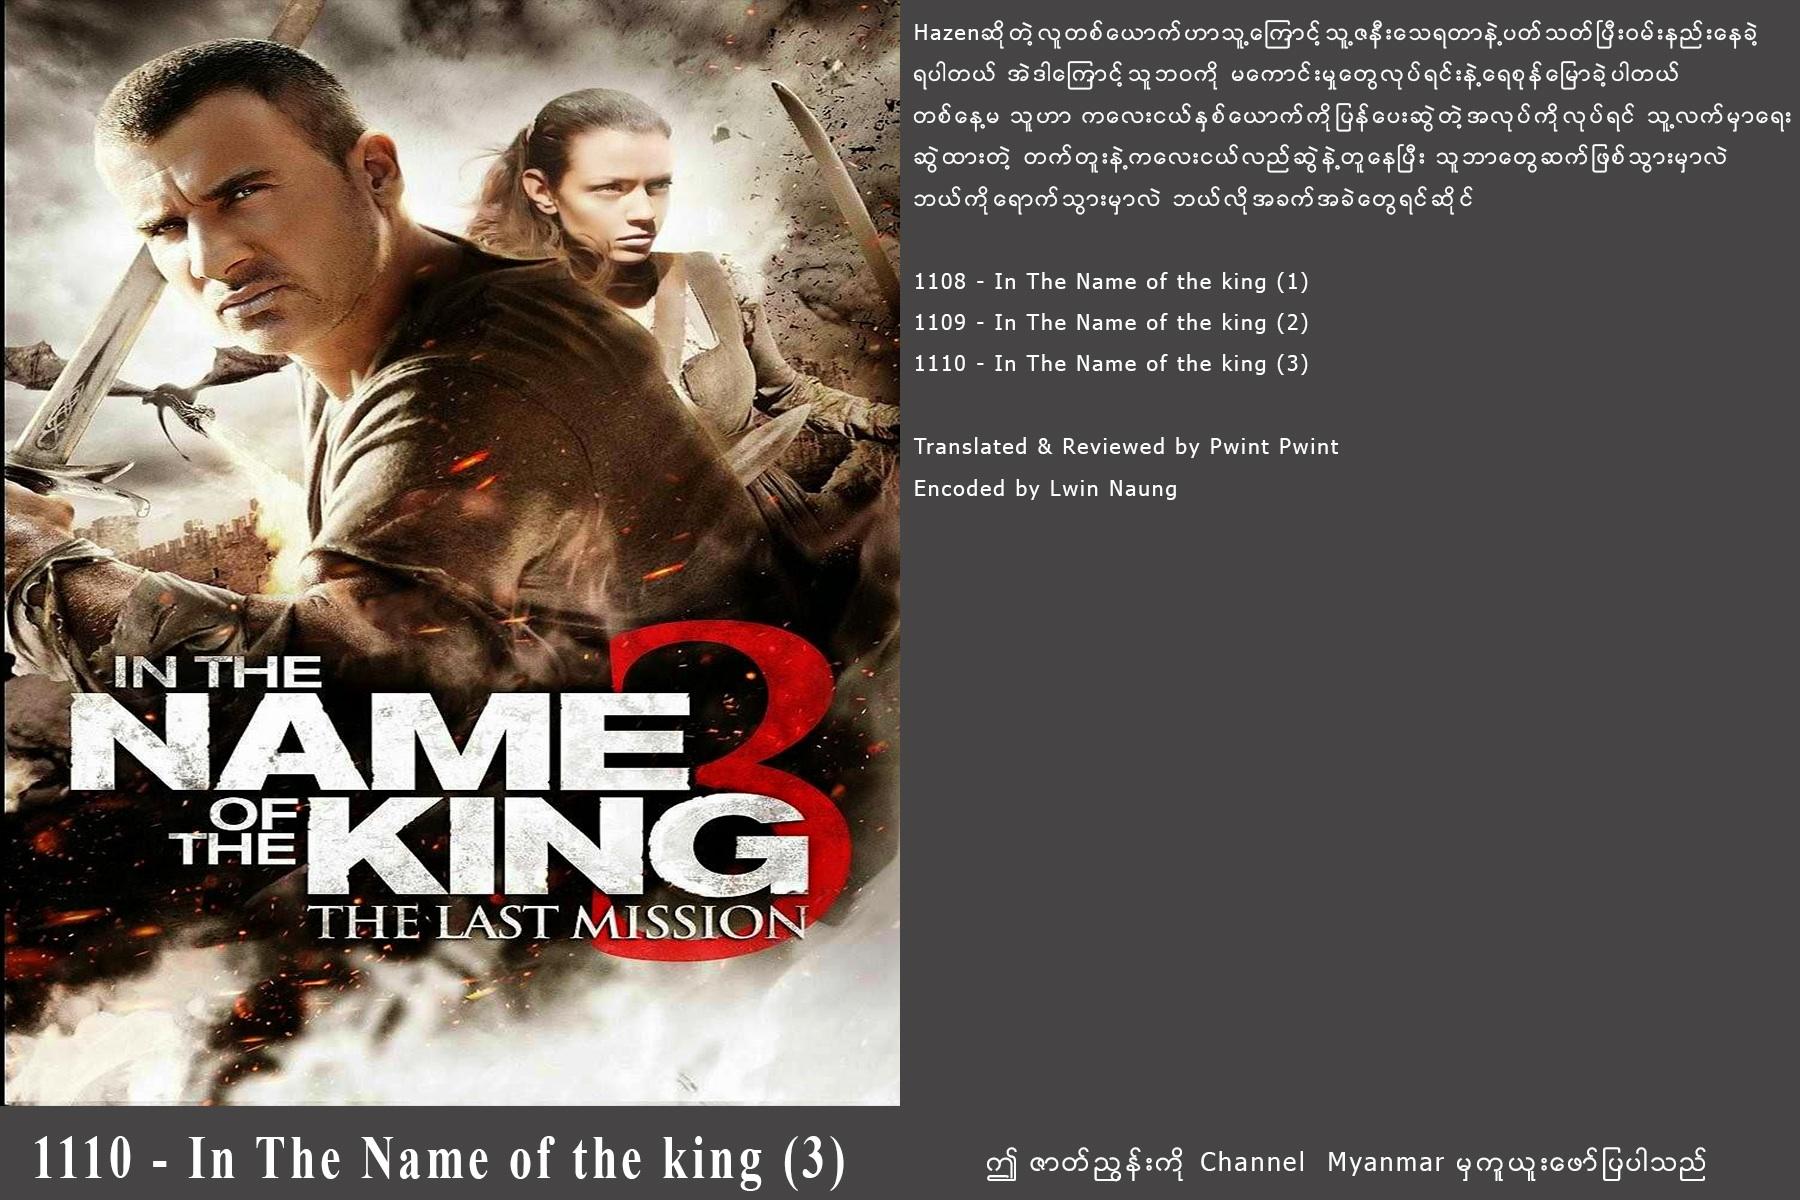 IN THE
NAME
OF
THE KING
3
THE LAST MISSION
1110 - In The Name of the king (3)
Hazenဆိုတဲ့လူတစ်ယောက်ဟာသူ့ကြောင့်သူ့ဇနီးသေရတာနဲ့ပတ်သတ်ပြီးဝမ်းနည်းနေခဲ့
ရပါတယ် အဲဒါကြောင့်သူဘဝကို မကောင်းမှုတွေလုပ်ရင်းနဲ့ရေစုန်မြောခဲ့ပါတယ်
တစ်နေ့မ သူဟာ ကလေးငယ်နှစ်ယောက်ကိုပြန်ပေးဆွဲတဲ့အလုပ်ကိုလုပ်ရင် သူ့လက်မှာရေး
ဆွဲထားတဲ့ တက်တူးနဲ့ကလေးငယ်လည်ဆွဲနဲ့တူနေပြီး သူဘာတွေဆက်ဖြစ်သွားမှာလဲ
ဘယ်ကိုရောက်သွားမှာလဲ ဘယ်လိုအခက်အခဲတွေရင်ဆိုင်
1108 - In The Name of the king (1)
1109 - In The Name of the king (2)
1110 - In The Name of the king (3)
Translated & Reviewed by Pwint Pwint
Encoded by Lwin Naung
ဤ ဇာတ်ညွှန်းကို Channel Myanmar မှကူယူးဖော်ပြပါသည်